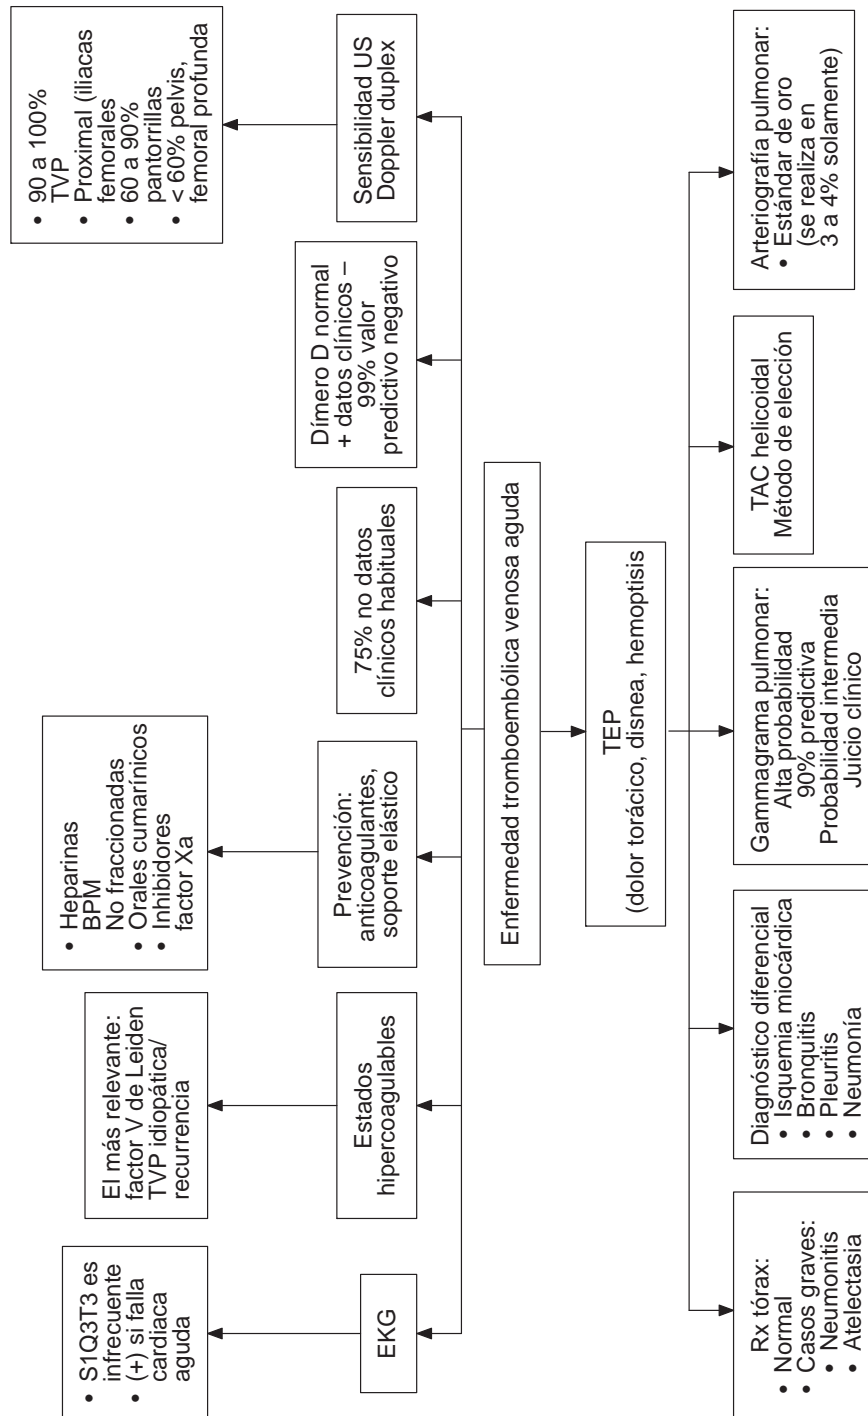 • S1Q3T3 es
infrecuente
• (+) si falla
cardiaca
aguda
El más relevante:
factor V de Leiden
TVP idiopática/
recurrencia
• Heparinas
BPM
No fraccionadas
• Orales cumarínicos
• Inhibidores
factor Xa
• 90 a 100%
TVP
• Proximal (iliacas
femorales
• 60 a 90%
pantorrillas
• < 60% pelvis,
femoral profunda
EKG
Estados
hipercoagulables
Prevención:
anticoagulantes,
soporte elástico
75% no datos
clínicos habituales
Dímero D normal
+ datos clínicos –
99% valor
predictivo negativo
Sensibilidad US
Doppler duplex
Enfermedad tromboembólica venosa aguda
TEP
(dolor torácico, disnea, hemoptisis
Rx tórax:
• Normal
• Casos graves:
• Neumonitis
• Atelectasia
Diagnóstico diferencial
• Isquemia miocárdica
• Bronquitis
• Pleuritis
• Neumonía
Gammagrama pulmonar:
Alta probabilidad
90% predictiva
Probabilidad intermedia
Juicio clínico
TAC helicoidal
Método de elección
Arteriografía pulmonar:
• Estándar de oro
(se realiza en
3 a 4% solamente)